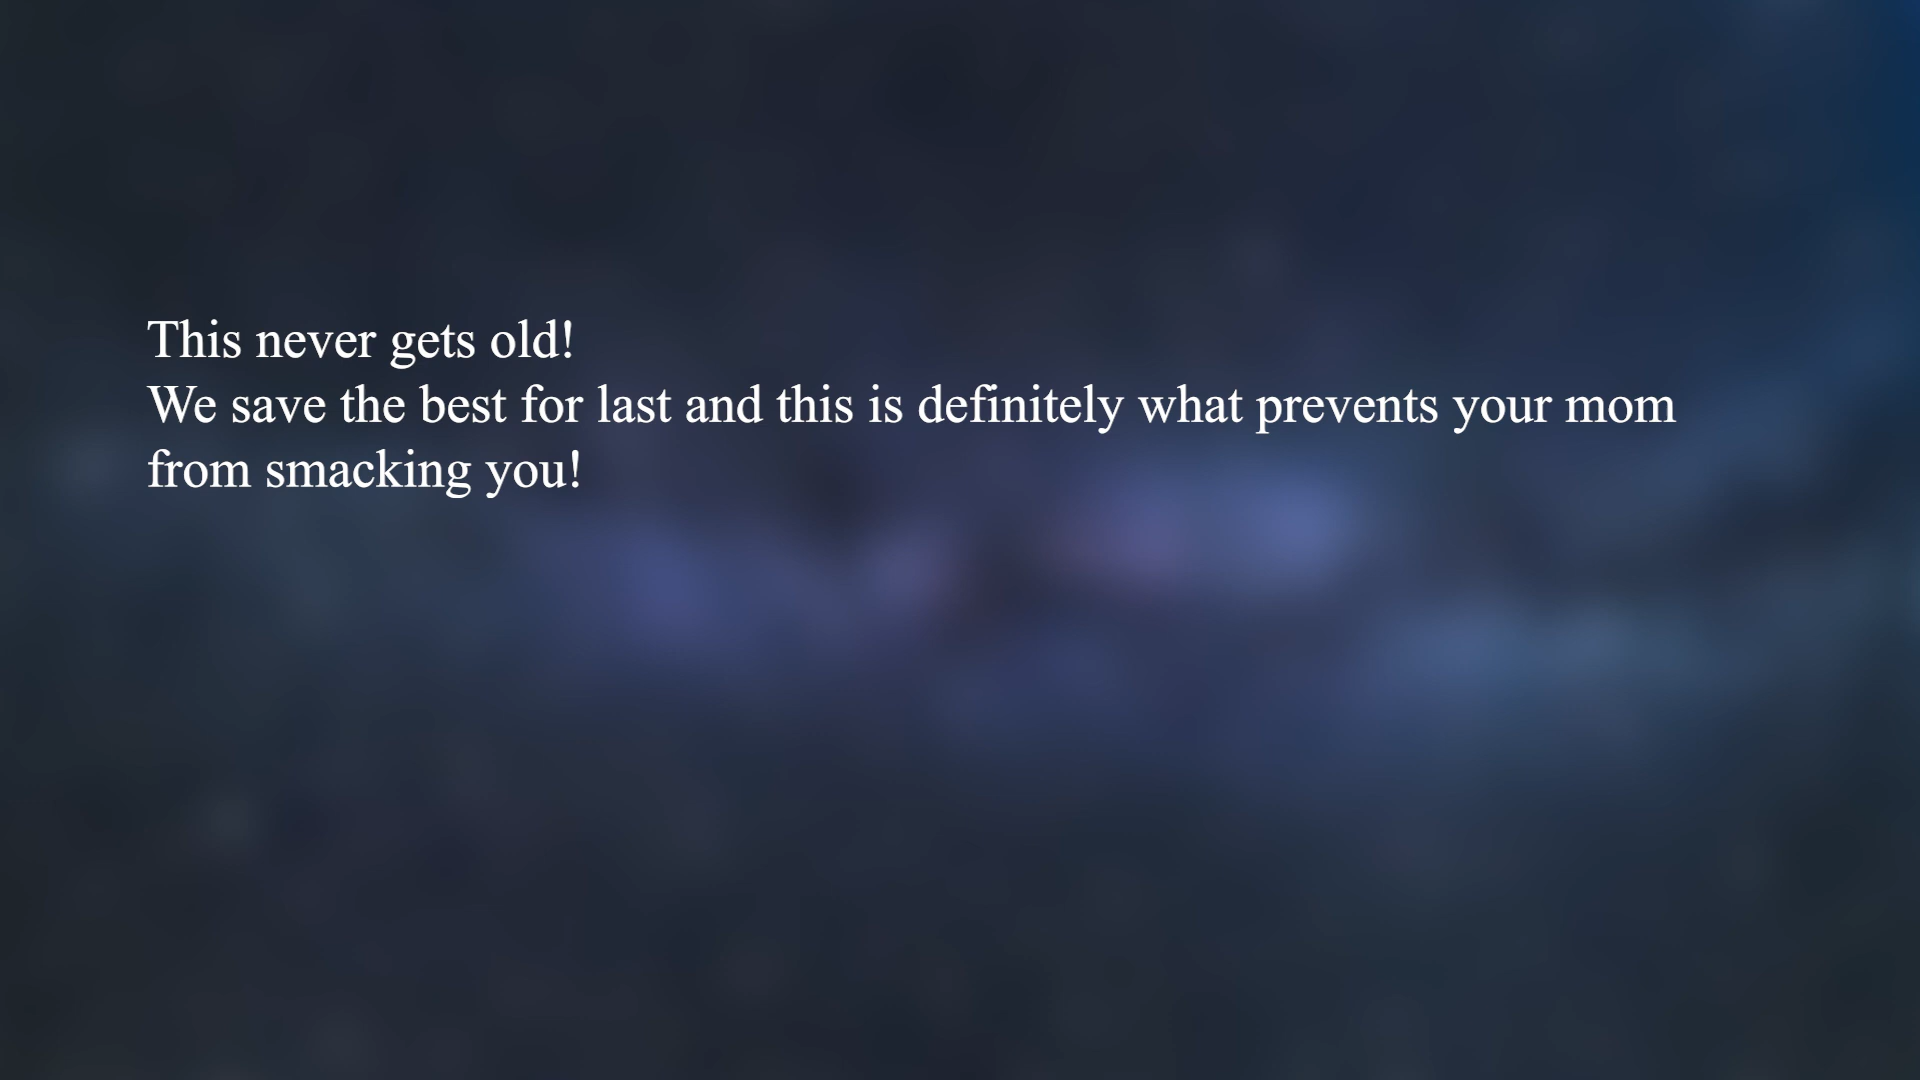 This never gets old!
We save the best for last and this is definitely what prevents your mom
from smacking you!